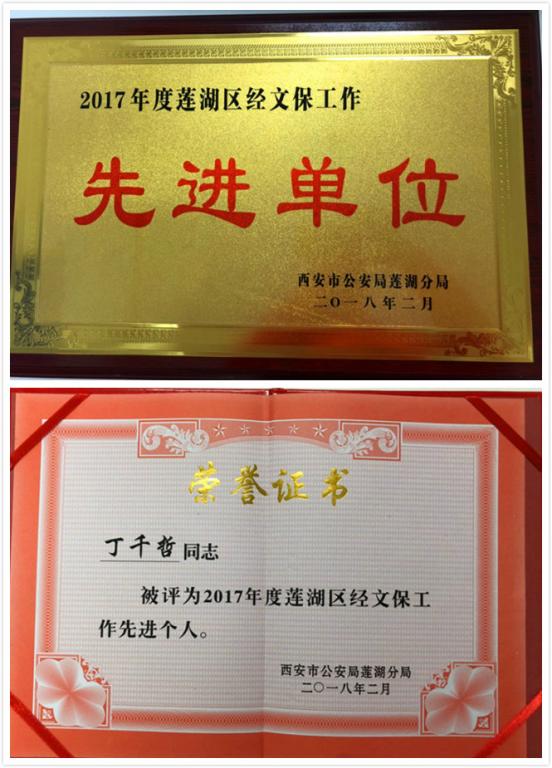 2017年度莲湖区经文保工作
先进单位
西安市公安局莲湖分局
二O一八年二月
荣誉证书
丁千哲同志
被评为2017年度莲湖区经文保工
作先进个人。
西安市公安局莲湖分局
二〇一八年二月